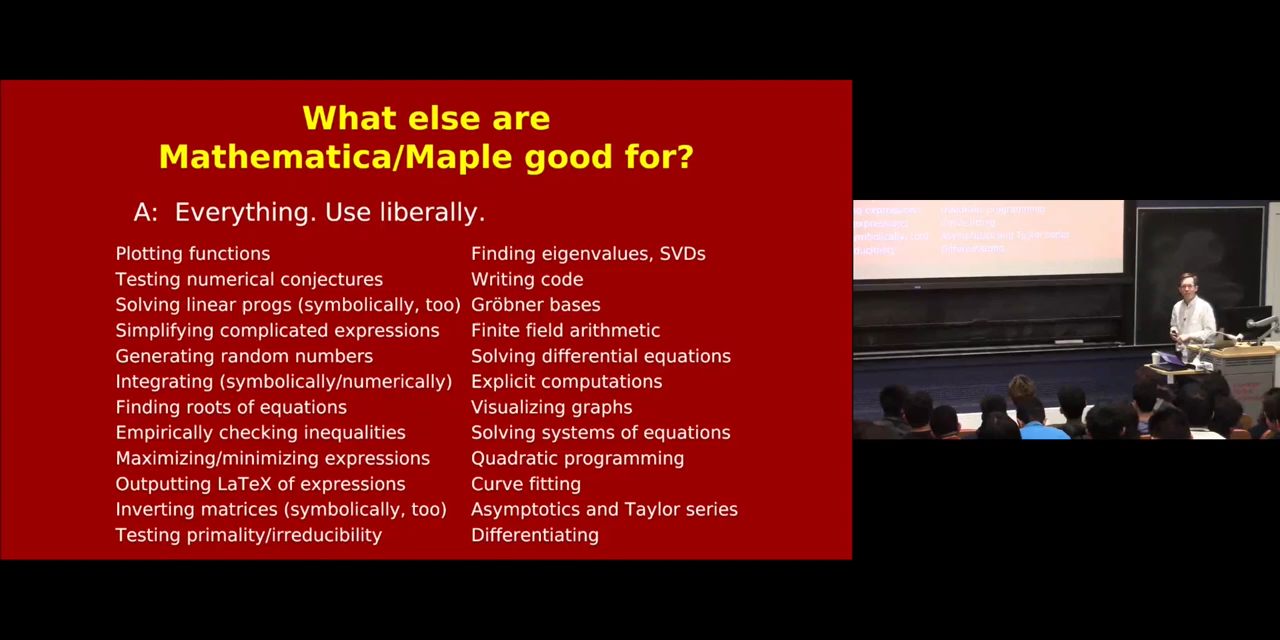 What else are
Mathematica/Maple good for?
A: Everything. Use liberally.
Plotting functions
Testing numerical conjectures
Solving linear progs (symbolically, too)
Simplifying complicated expressions
Generating random numbers
Integrating (symbolically/numerically)
Finding roots of equations
Empirically checking inequalities
Maximizing/minimizing expressions
Outputting LaTeX of expressions
Inverting matrices (symbolically, too)
Testing primality/irreducibility
Finding eigenvalues, SVDs
Writing code
Gröbner bases
Finite field arithmetic
Solving differential equations
Explicit computations
Visualizing graphs
Solving systems of equations
Quadratic programming
Curve fitting
Asymptotics and Taylor series
Differentiating